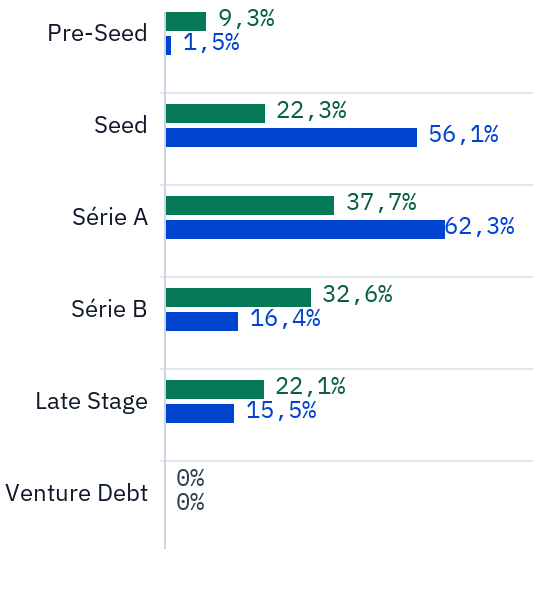 Pre-Seed
9,3%
1,5%
Seed
22,3%
56,1%
Série A
37,7%
62,3%
Série B
32,6%
16,4%
Late Stage
22,1%
15,5%
Venture Debt
0%
0%